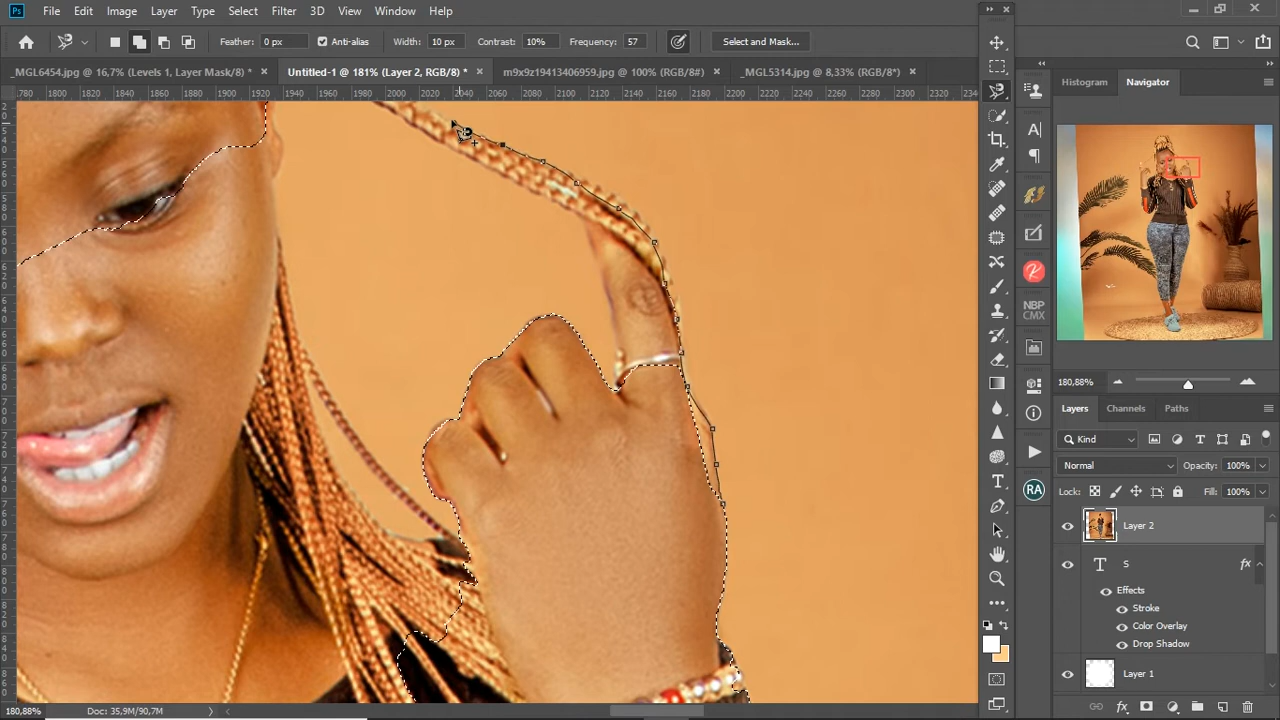 Ps File Edit Image Layer Type Select Filter 3D View Window Help
Feather: 0 px Anti-alias Width: 10 px Contrast: 10% Frequency: 57 Select and Mask...
_MGL6454.jpg @ 16,7% (Levels 1, Layer Mask/8) * Untitled-1 @ 181% (Layer 2, RGB/8) * m9x9z19413406959.jpg @ 100% (RGB/8#) _MGL5314.jpg @ 8,33% (RGB/8*)
780 1800 1820 1840 1860 1880 1900 1920 1940 1960 1980 2000 2020 2040 2060 2080 2100 2120 2140 2160 2180 2200 2220 2240 2260 2280 2300 2320 234
Histogram Navigator
180,88%
Layers Channels Paths
Kind
Normal Opacity: 100%
Lock: Fill: 100%
Layer 2
T S fx
Effects
Stroke
Color Overlay
Drop Shadow
Layer 1
NBP
CMX
RA
180,88% Doc: 35,9M/90,7M